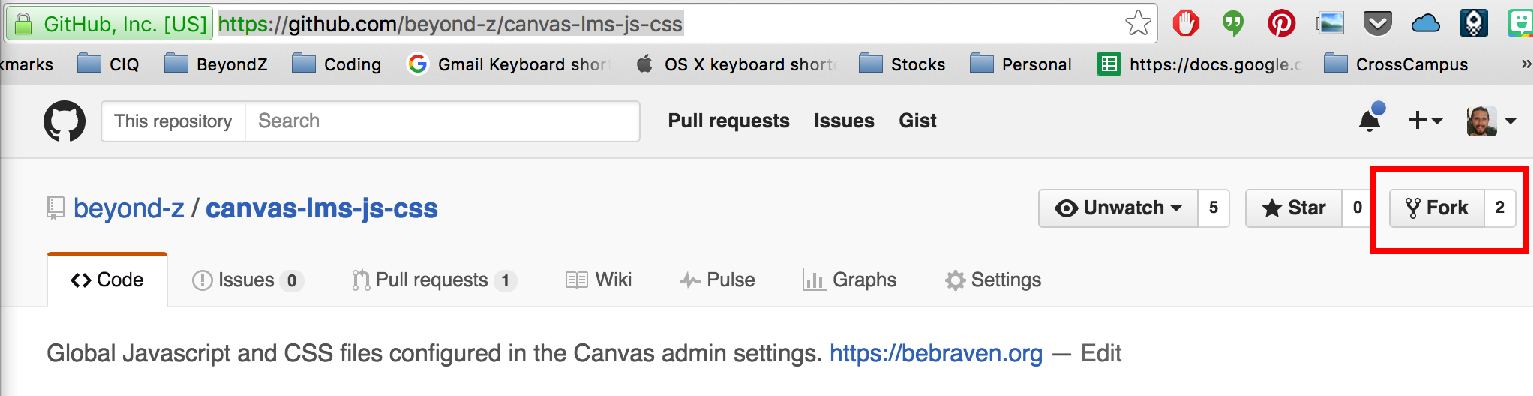 GitHub, Inc. [US] https://github.com/beyond-z/canvas-lms-js-css
kmarks CIQ BeyondZ Coding Gmail Keyboard shor OS X keyboard short Stocks Personal https://docs.google.c CrossCampus »
This repository Search Pull requests Issues Gist
beyond-z / canvas-lms-js-css Unwatch 5 Star 0 Fork 2
Code Issues 0 Pull requests 1 Wiki Pulse Graphs Settings
Global Javascript and CSS files configured in the Canvas admin settings. https://bebraven.org — Edit